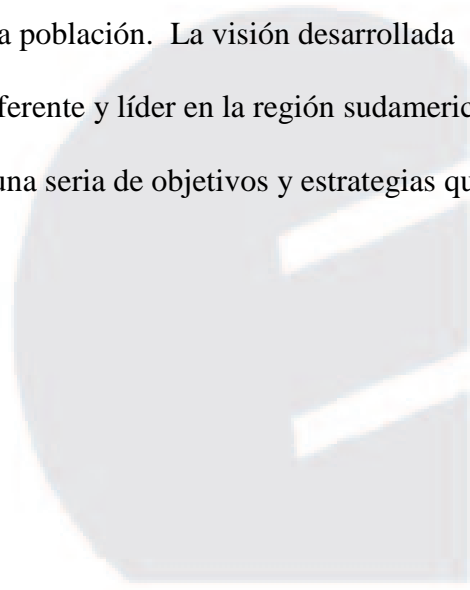 a población. La visión desarrollada
ferente y líder en la región sudameric
una seria de objetivos y estrategias qu